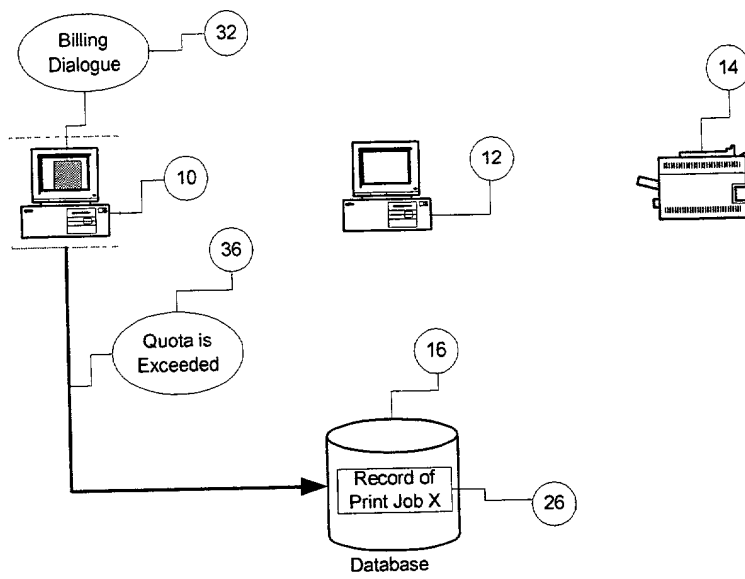 Billing
Dialogue
32
14
10
12
36
Quota is
Exceeded
16
Record of
Print Job X
26
Database